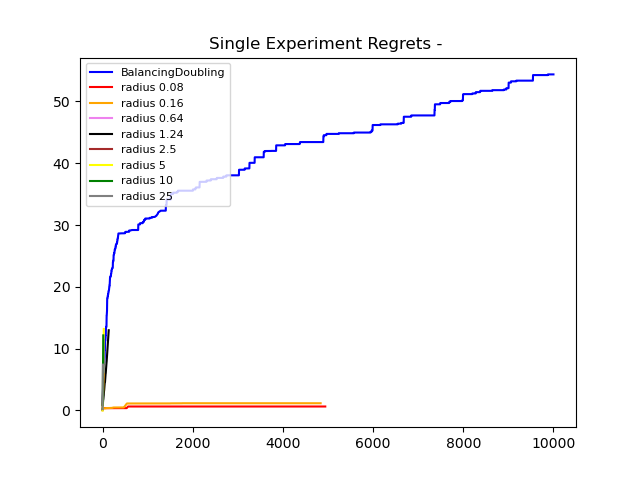 Single Experiment Regrets -
BalancingDoubling
radius 0.08
radius 0.16
radius 0.64
radius 1.24
radius 2.5
radius 5
radius 10
radius 25
50
40
30
20
10
0
0 2000 4000 6000 8000 10000